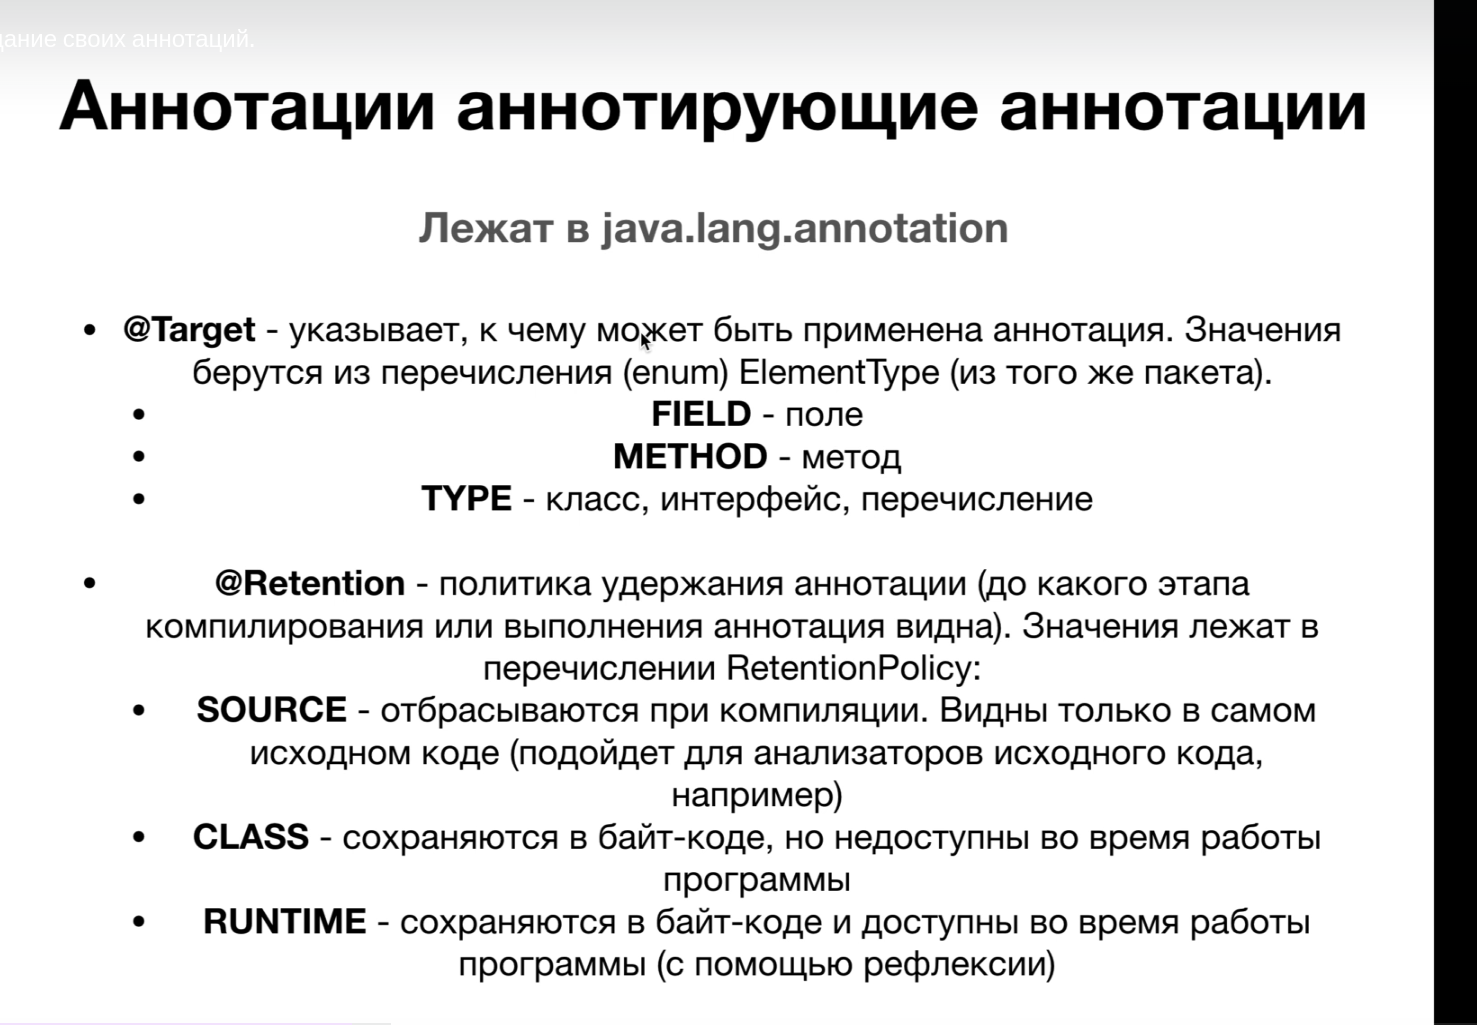 своих аннотаций.
Аннотации аннотирующие аннотации
Лежат в java.lang.annotation
• @Target - указывает, к чему может быть применена аннотация. Значения
берутся из перечисления (enum) ElementType (из того же пакета).
• FIELD - поле
• METHOD - метод
• TYPE - класс, интерфейс, перечисление
• @Retention - политика удержания аннотации (до какого этапа
компилирования или выполнения аннотация видна). Значения лежат в
перечислении RetentionPolicy:
• SOURCE - отбрасываются при компиляции. Видны только в самом
исходном коде (подойдет для анализаторов исходного кода,
например)
• CLASS - сохраняются в байт-коде, но недоступны во время работы
программы
• RUNTIME - сохраняются в байт-коде и доступны во время работы
программы (с помощью рефлексии)